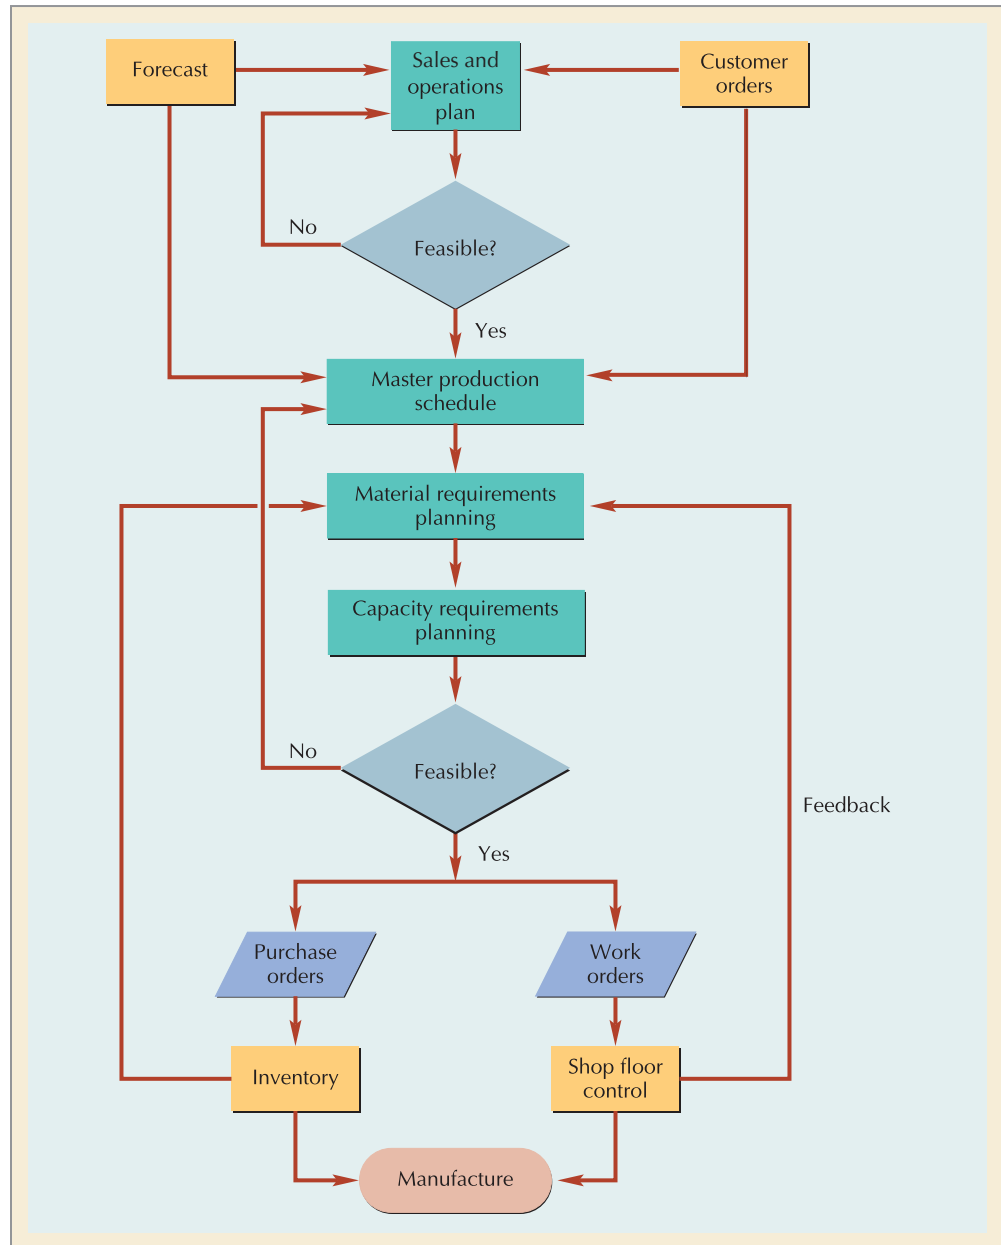 Forecast
Sales and
operations
plan
Customer
orders
No
Feasible?
Yes
Master production
schedule
Material requirements
planning
Capacity requirements
planning
No
Feasible?
Feedback
Yes
Purchase
orders
Work
orders
Inventory
Shop floor
control
Manufacture